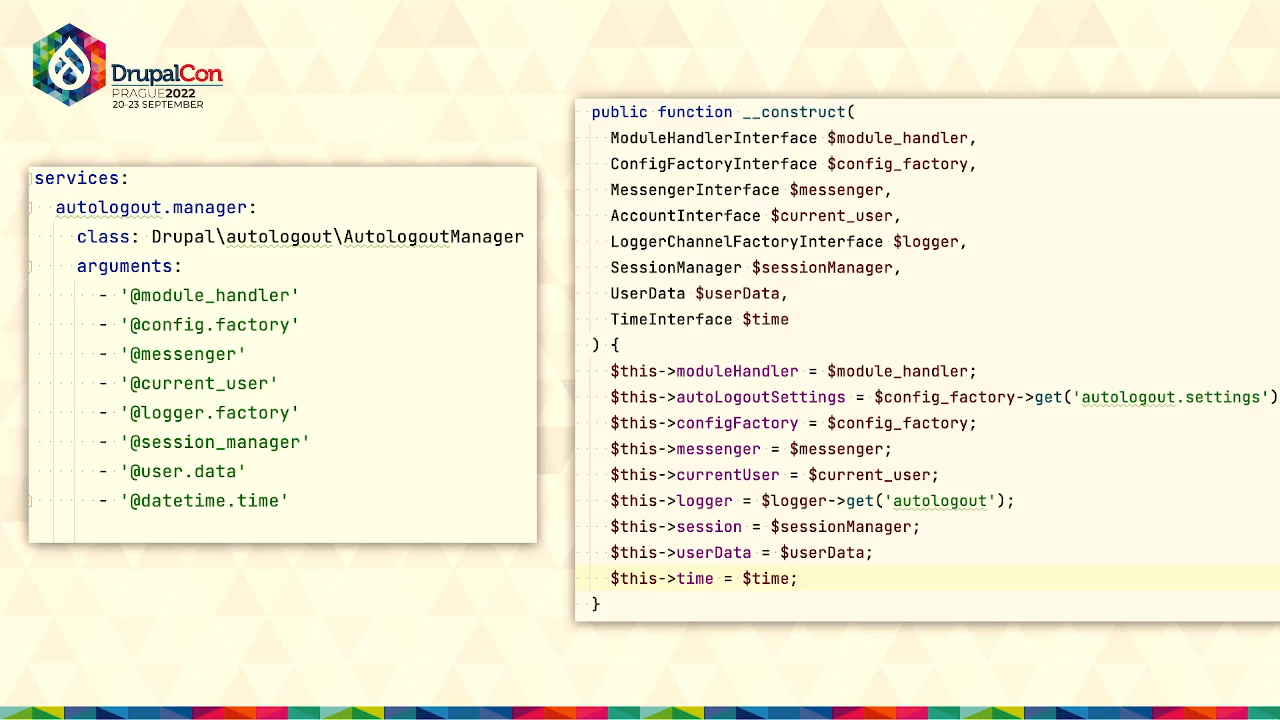 DrupalCon
PRAGUE2022
20-23 SEPTEMBER
services:
autologout.manager:
class: Drupal\autologout\AutologoutManager
arguments:
- '@module_handler'
- '@config.factory'
- '@messenger'
- '@current_user'
- '@logger.factory'
- '@session_manager'
- '@user.data'
- '@datetime.time'
public function __construct(
ModuleHandlerInterface $module_handler,
ConfigFactoryInterface $config_factory,
MessengerInterface $messenger,
AccountInterface $current_user,
LoggerChannelFactoryInterface $logger,
SessionManager $sessionManager,
UserData $userData,
TimeInterface $time
) {
$this->moduleHandler = $module_handler;
$this->autoLogoutSettings = $config_factory->get('autologout.settings')
$this->configFactory = $config_factory;
$this->messenger = $messenger;
$this->currentUser = $current_user;
$this->logger = $logger->get('autologout');
$this->session = $sessionManager;
$this->userData = $userData;
$this->time = $time;
}